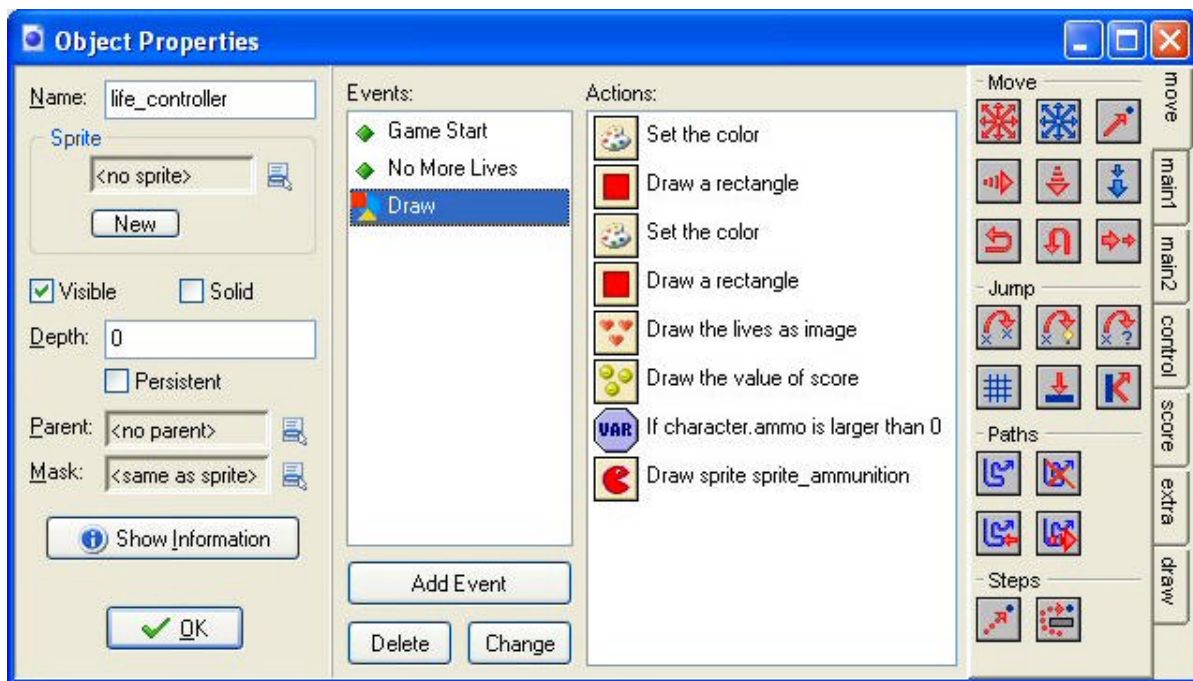 Object Properties
Name: life_controller
Sprite
<no sprite>
New
Visible
Solid
Depth: 0
Persistent
Parent: <no parent>
Mask: <same as sprite>
Show Information
OK
Events:
Game Start
No More Lives
Draw
Add Event
Delete
Change
Actions:
Set the color
Draw a rectangle
Set the color
Draw a rectangle
Draw the lives as image
Draw the value of score
VAR If character.ammo is larger than 0
Draw sprite sprite_ammunition
Move
Jump
Paths
Steps
move
main1
main2
control
score
extra
draw